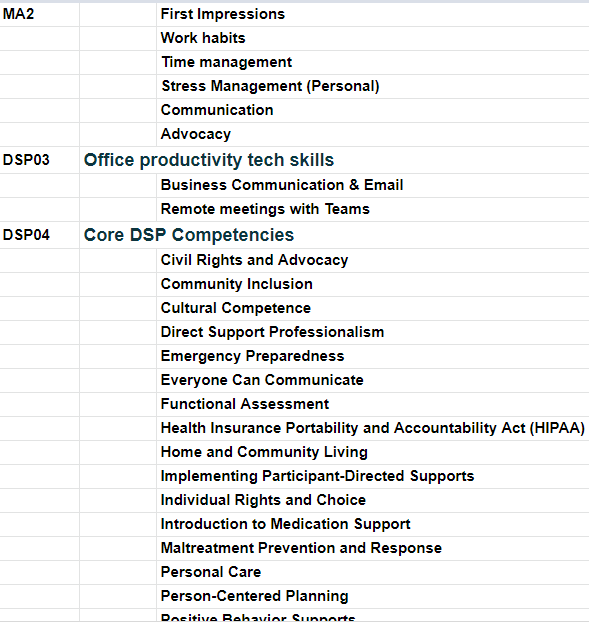 MA2 First Impressions
Work habits
Time management
Stress Management (Personal)
Communication
Advocacy
DSP03 Office productivity tech skills
Business Communication & Email
Remote meetings with Teams
DSP04 Core DSP Competencies
Civil Rights and Advocacy
Community Inclusion
Cultural Competence
Direct Support Professionalism
Emergency Preparedness
Everyone Can Communicate
Functional Assessment
Health Insurance Portability and Accountability Act (HIPAA)
Home and Community Living
Implementing Participant-Directed Supports
Individual Rights and Choice
Introduction to Medication Support
Maltreatment Prevention and Response
Personal Care
Person-Centered Planning
Positive Behavior Supports